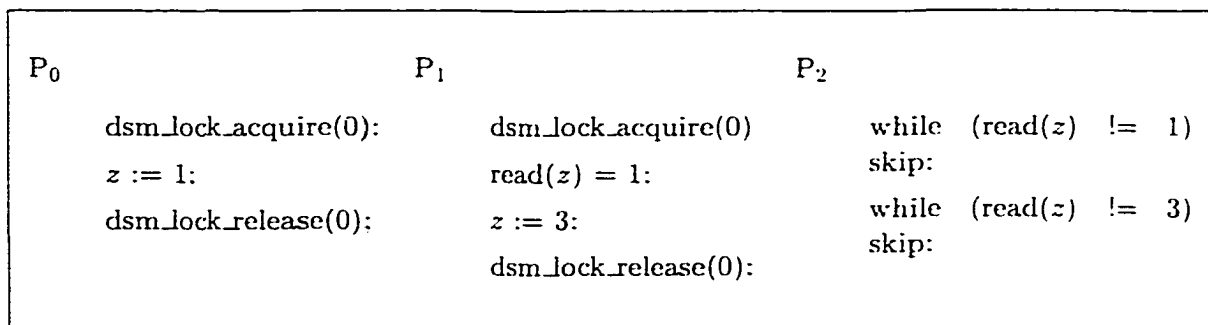 P0 P1 P2
dsm_lock_acquire(0): dsm_lock_acquire(0) while (read(z) != 1)
skip:
z := 1: read(z) = 1:
while (read(z) != 3)
dsm_lock_release(0); z := 3:
skip:
dsm_lock_release(0):